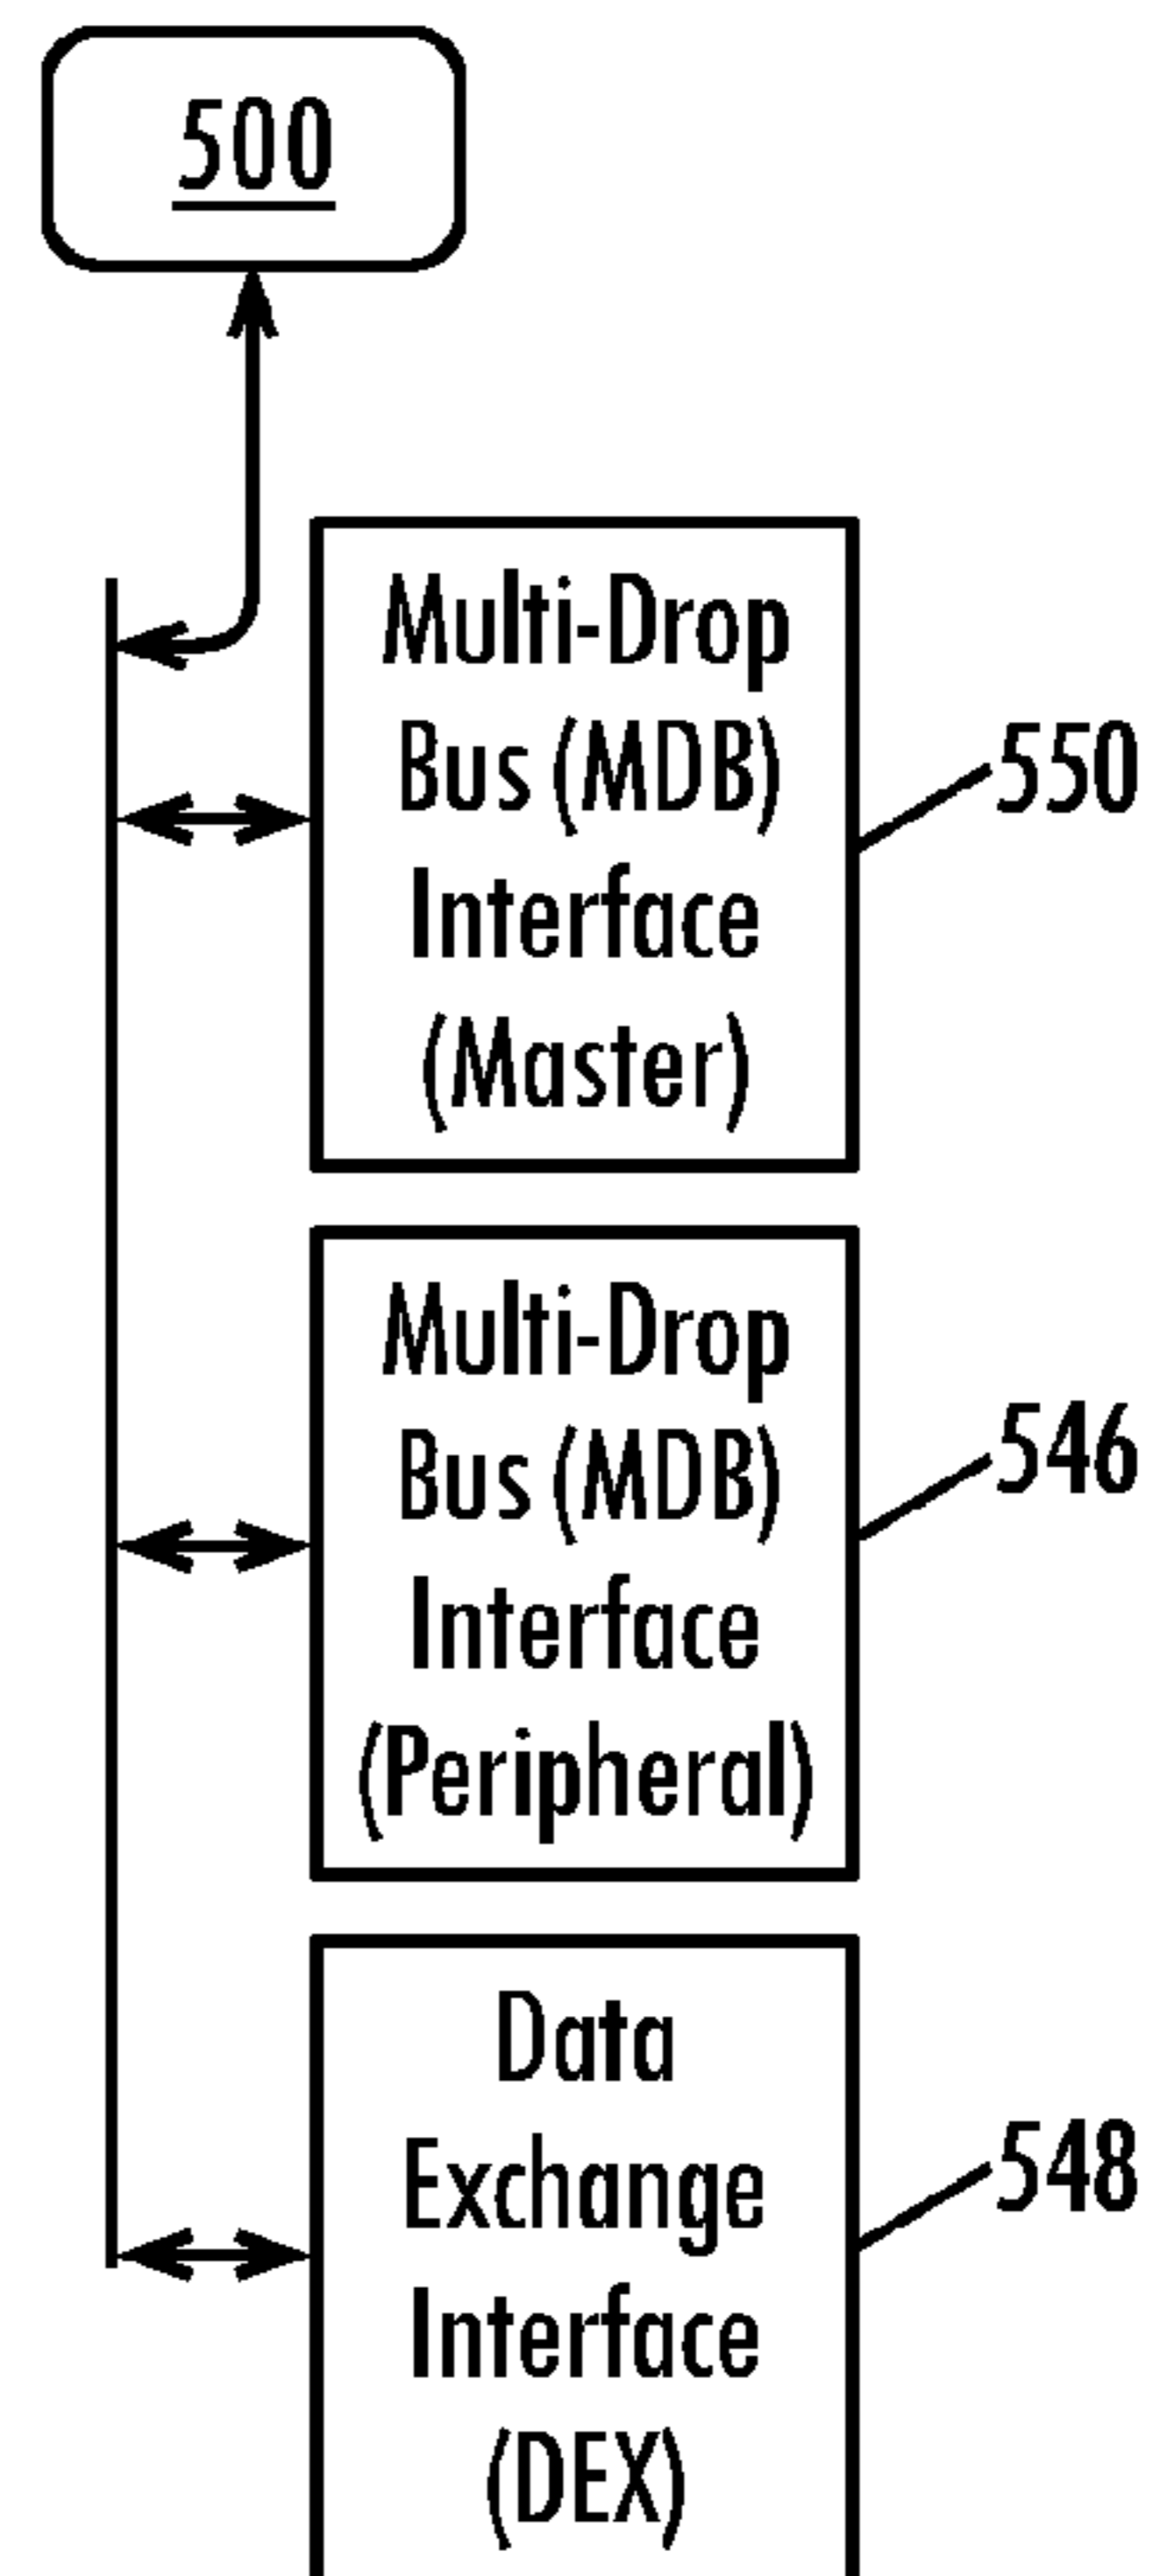 500
Multi-Drop
Bus (MDB)
Interface
(Master)
550
Multi-Drop
Bus (MDB)
Interface
(Peripheral)
546
Data
Exchange
Interface
(DEX)
548